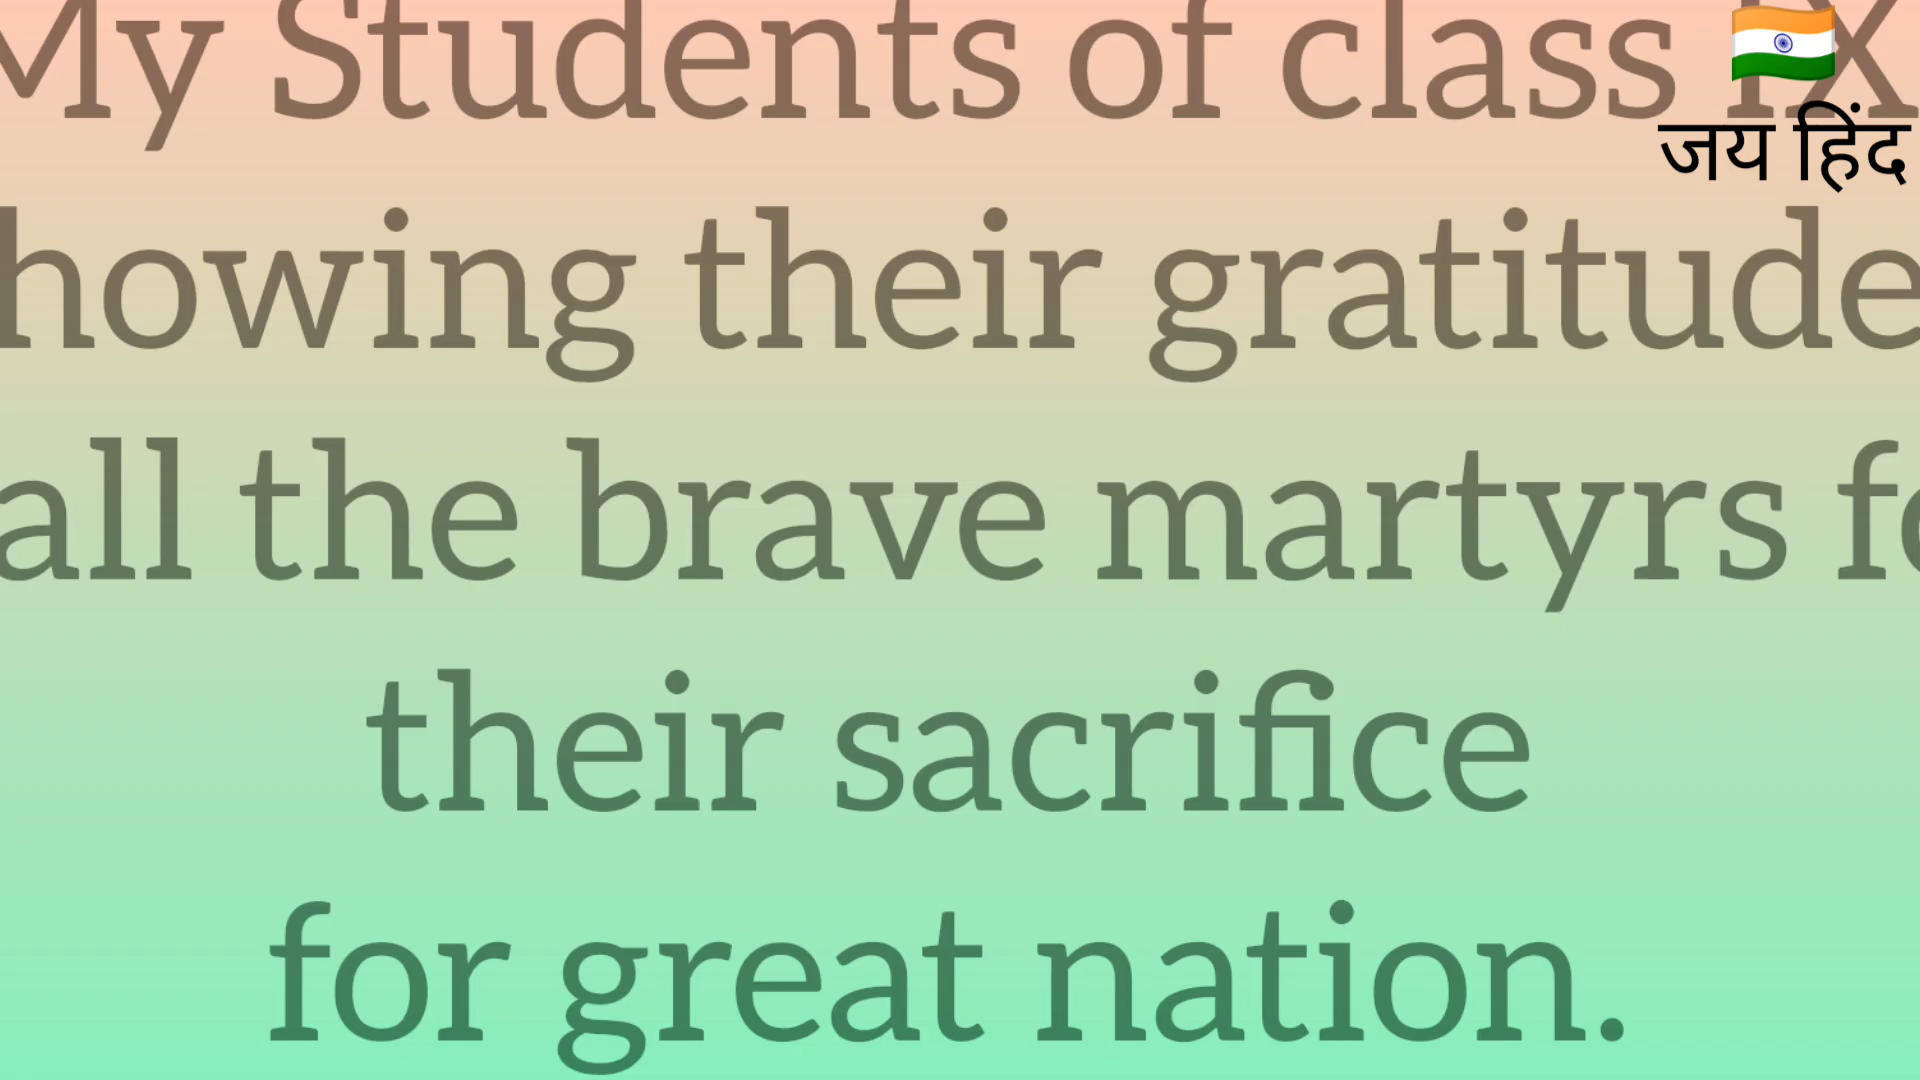 My Students of class IX
howing their gratitude
all the brave martyrs
their sacrifice
for great nation.
🇮🇳
जय हिंद